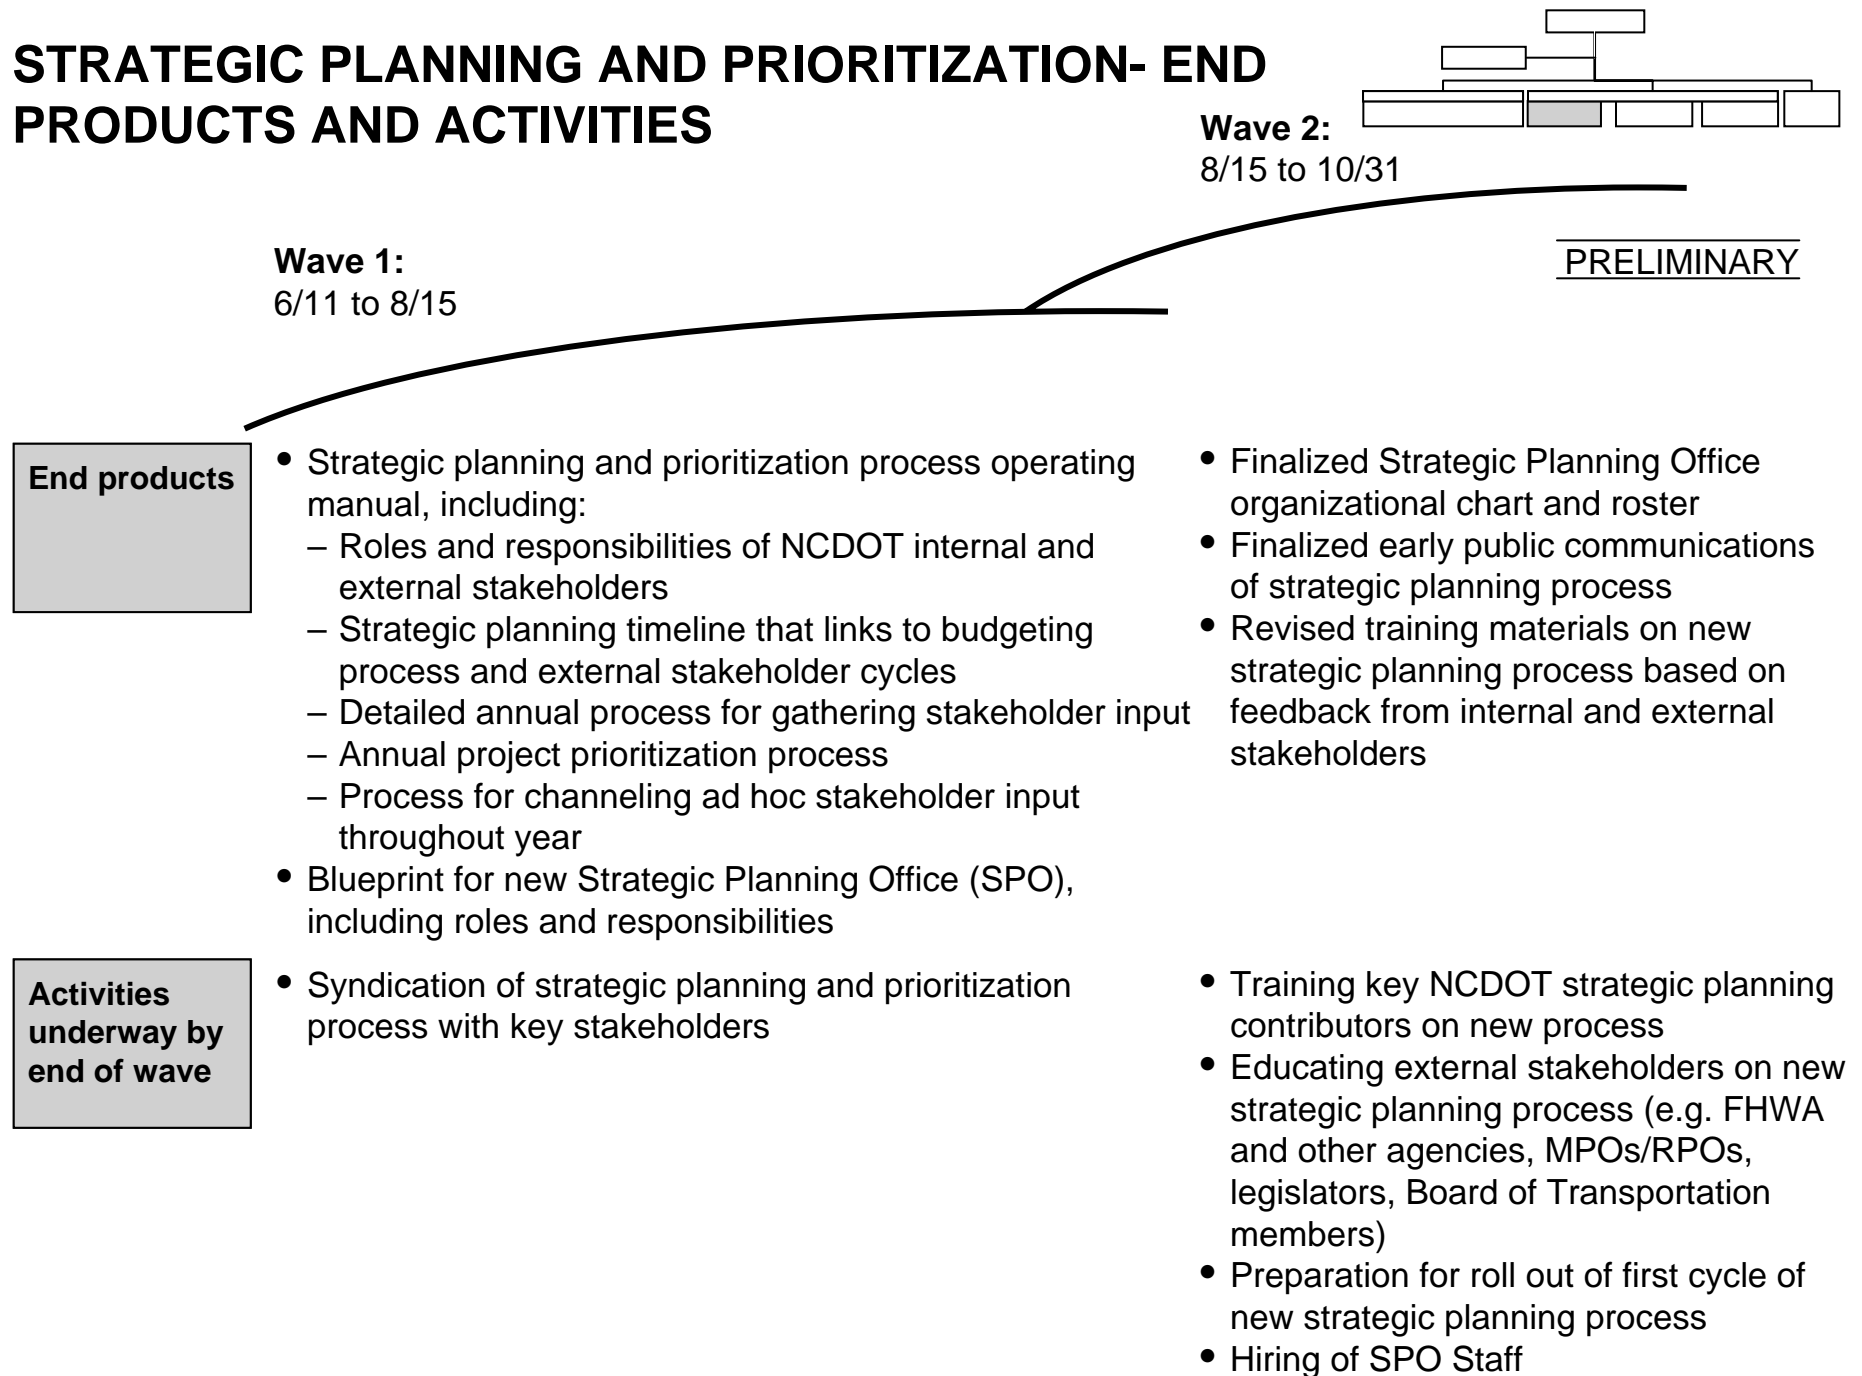 STRATEGIC PLANNING AND PRIORITIZATION- END
PRODUCTS AND ACTIVITIES
Wave 2:
8/15 to 10/31
PRELIMINARY
Wave 1:
6/11 to 8/15
End products
• Strategic planning and prioritization process operating
manual, including:
– Roles and responsibilities of NCDOT internal and
external stakeholders
– Strategic planning timeline that links to budgeting
process and external stakeholder cycles
– Detailed annual process for gathering stakeholder input
– Annual project prioritization process
– Process for channeling ad hoc stakeholder input
throughout year
• Blueprint for new Strategic Planning Office (SPO),
including roles and responsibilities
• Finalized Strategic Planning Office
organizational chart and roster
• Finalized early public communications
of strategic planning process
• Revised training materials on new
strategic planning process based on
feedback from internal and external
stakeholders
Activities
underway by
end of wave
• Syndication of strategic planning and prioritization
process with key stakeholders
• Training key NCDOT strategic planning
contributors on new process
• Educating external stakeholders on new
strategic planning process (e.g. FHWA
and other agencies, MPOs/RPOs,
legislators, Board of Transportation
members)
• Preparation for roll out of first cycle of
new strategic planning process
• Hiring of SPO Staff